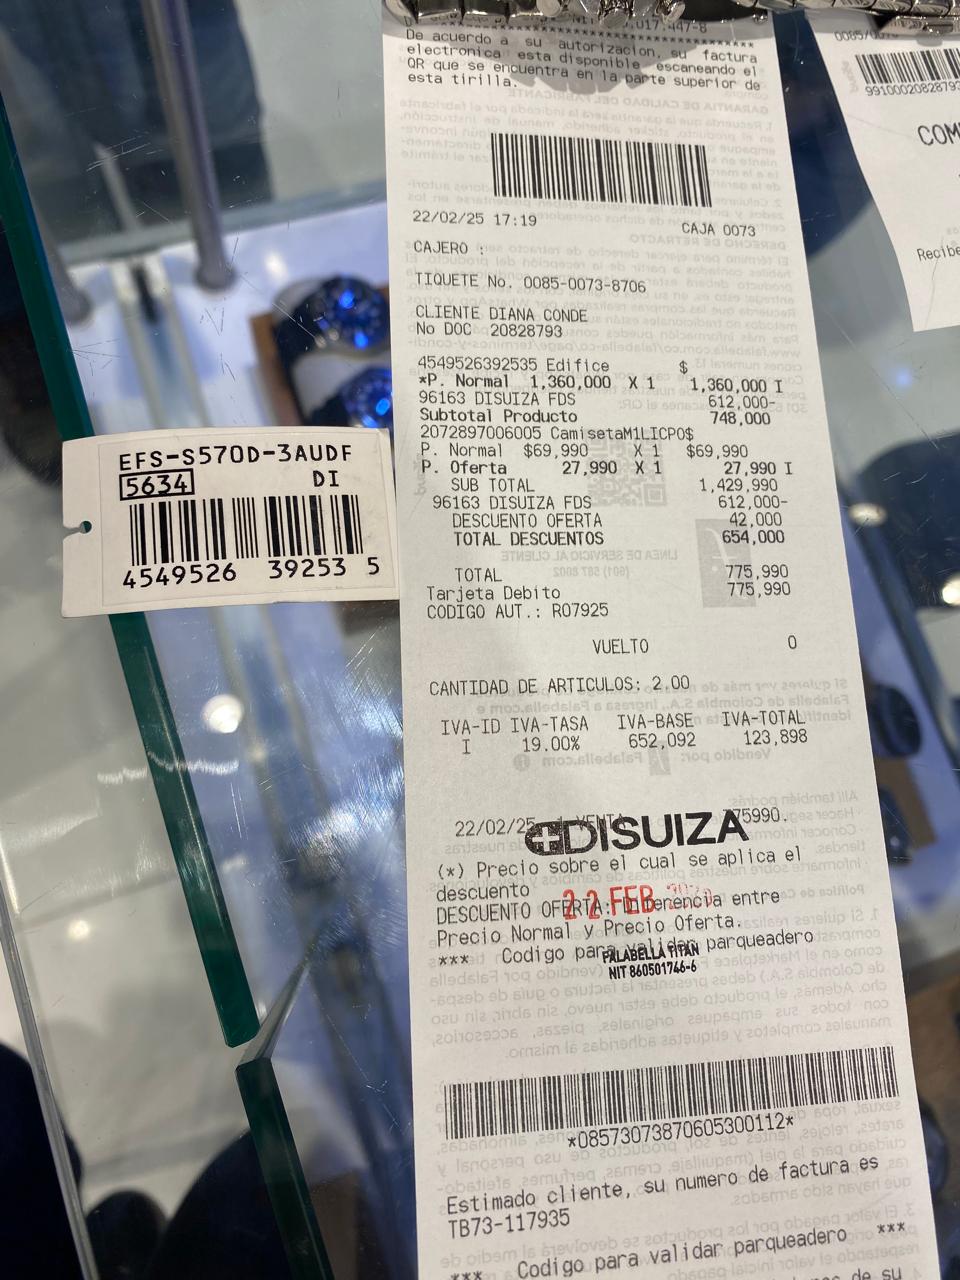 De acuerdo a su autorizacion, su factura
electronica esta disponible escaneando el
QR que se encuentra en la parte superior de
esta tirilla.
22/02/25 17:19 CAJA 0073
CAJERO :
TIQUETE No. 0085-0073-8706
CLIENTE DIANA CONDE
No DOC 20828793
4549526392535 Edifice $
*P. Normal 1,360,000 X 1 1,360,000 I
96163 DISUIZA FDS 612,000-
Subtotal Producto 748,000
2072897006005 CamisetaM1LICPO$
P. Normal $69,990 X 1 $69,990
P. Oferta 27,990 X 1 27,990 I
SUB TOTAL 1,429,990
96163 DISUIZA FDS 612,000-
DESCUENTO OFERTA 42,000
TOTAL DESCUENTOS 654,000
TOTAL 775,990
Tarjeta Debito 775,990
CODIGO AUT.: R07925
VUELTO 0
CANTIDAD DE ARTICULOS: 2.00
IVA-ID IVA-TASA IVA-BASE IVA-TOTAL
I 19.00% 652,092 123,898
22/02/25 VENTA 775990.
DISUIZA
(*) Precio sobre el cual se aplica el
descuento
22 FEB
DESCUENTO OFERTA: Diferencia entre
Precio Normal y Precio Oferta.
*** Codigo para validar parqueadero
FALABELLA TITAN
NIT 860501746-6
*08573073870605300112*
Estimado cliente, su numero de factura es
TB73-117935
*** Codigo para validar parqueadero ***
de su
EFS-S570D-3AUDF
5634 DI
4549526 39253 5
COM
Recibe